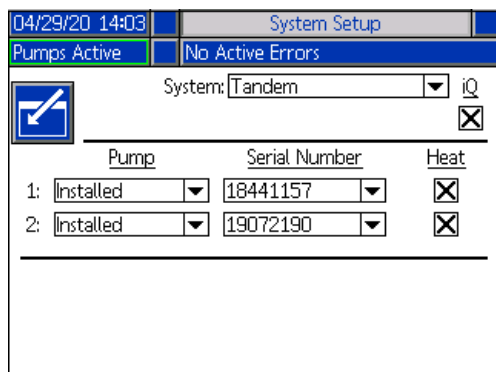 04/29/20 14:03 System Setup
Pumps Active No Active Errors
System: Tandem iQ
Pump Serial Number Heat
1: Installed 18441157
2: Installed 19072190